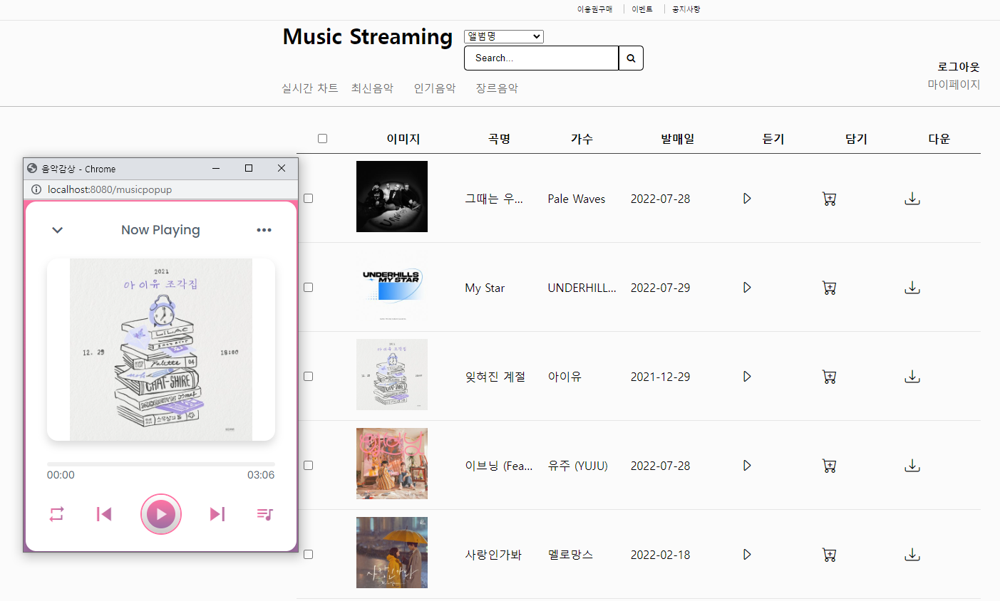 이용권구매 이벤트 공지사항
Music Streaming
앨범명
Search...
로그아웃
마이페이지
실시간 차트 최신음악 인기음악 장르음악
이미지 곡명 가수 발매일 듣기 담기 다운
그때는 우... Pale Waves 2022-07-28
UNDERHILLS
MY STAR
My Star UNDERHILL... 2022-07-29
2021
아이유 조각집
잊혀진 계절 아이유 2021-12-29
이브닝 (Fea... 유주 (YUJU) 2022-07-28
사랑인가봐
사랑인가봐 멜로망스 2022-02-18
음악감상 - Chrome
localhost:8080/musicpopup
Now Playing
2021
아이유 조각집
LILAC
12. 29
18:00
Palette 04
CHAT-SHIRE
00:00
03:06